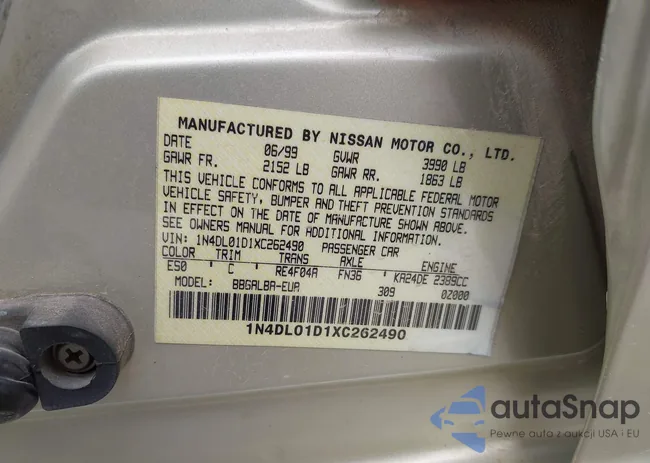 MANUFACTURED BY NISSAN MOTOR CO., LTD.
DATE 06/99 GVWR 3990 LB
GAWR FR. 2152 LB GAWR RR. 1863 LB
THIS VEHICLE CONFORMS TO ALL APPLICABLE FEDERAL MOTOR
VEHICLE SAFETY, BUMPER AND THEFT PREVENTION STANDARDS
IN EFFECT ON THE DATE OF MANUFACTURE SHOWN ABOVE.
SEE OWNERS MANUAL FOR ADDITIONAL INFORMATION.
VIN: 1N4DL01D1XC262490 PASSENGER CAR
COLOR TRIM TRANS AXLE ENGINE
ES0 C RE4F04A FN36 KA24DE 2389CC
MODEL: BBGALBA-EUR 309 0Z000
1N4DL01D1XC262490
autaSnap
Pewne auta z aukcji USA i EU